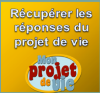 Récupérer les
réponses du
projet de vie
Mon
projet
de vie